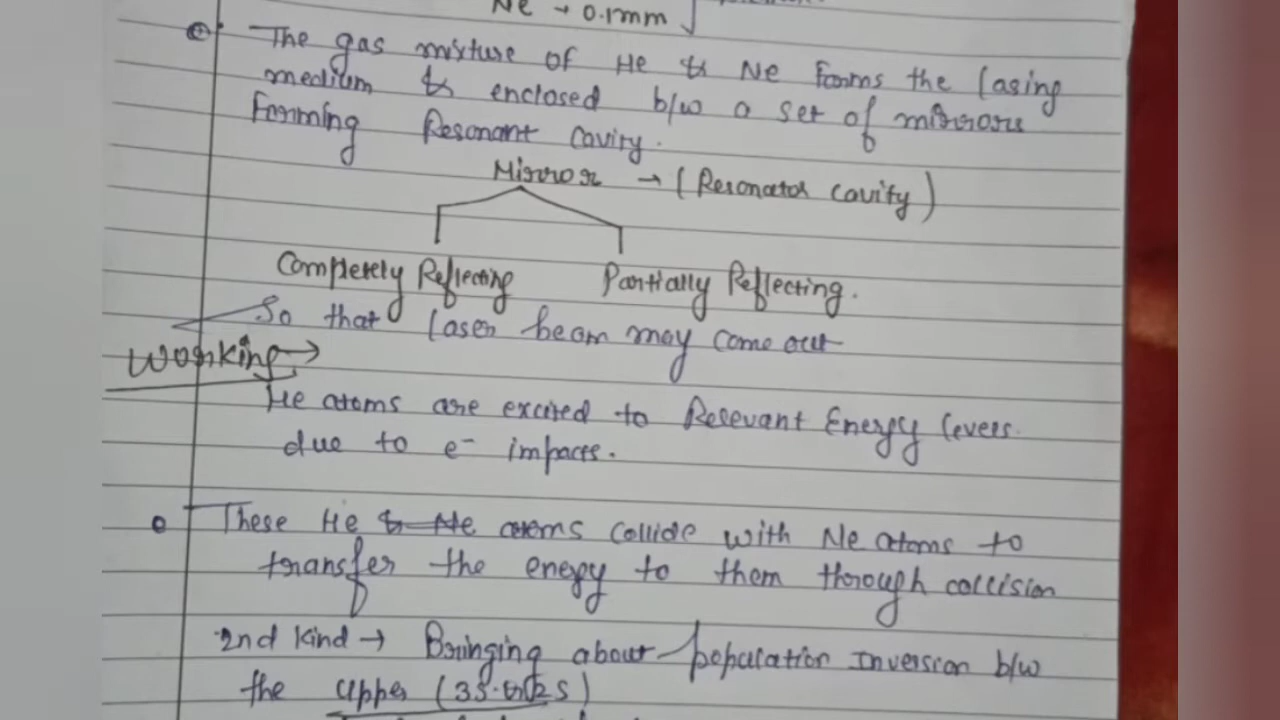 Ne → 0.1mm
The gas mixture of He & Ne Forms the lasing
medium & enclosed b/w a set of mirrors
Forming Resonant cavity.
Mirror → (Resonator cavity)
Completely Reflecting Partially Reflecting.
So that laser beam may come out
Working →
He atoms are excited to Relevant Energy levels.
due to e⁻ impacts.
These He & Ne atoms collide with Ne atoms to
transfer the energy to them through collision
2nd kind → Bringing about population Inversion b/w
the upper (3s & 2s)